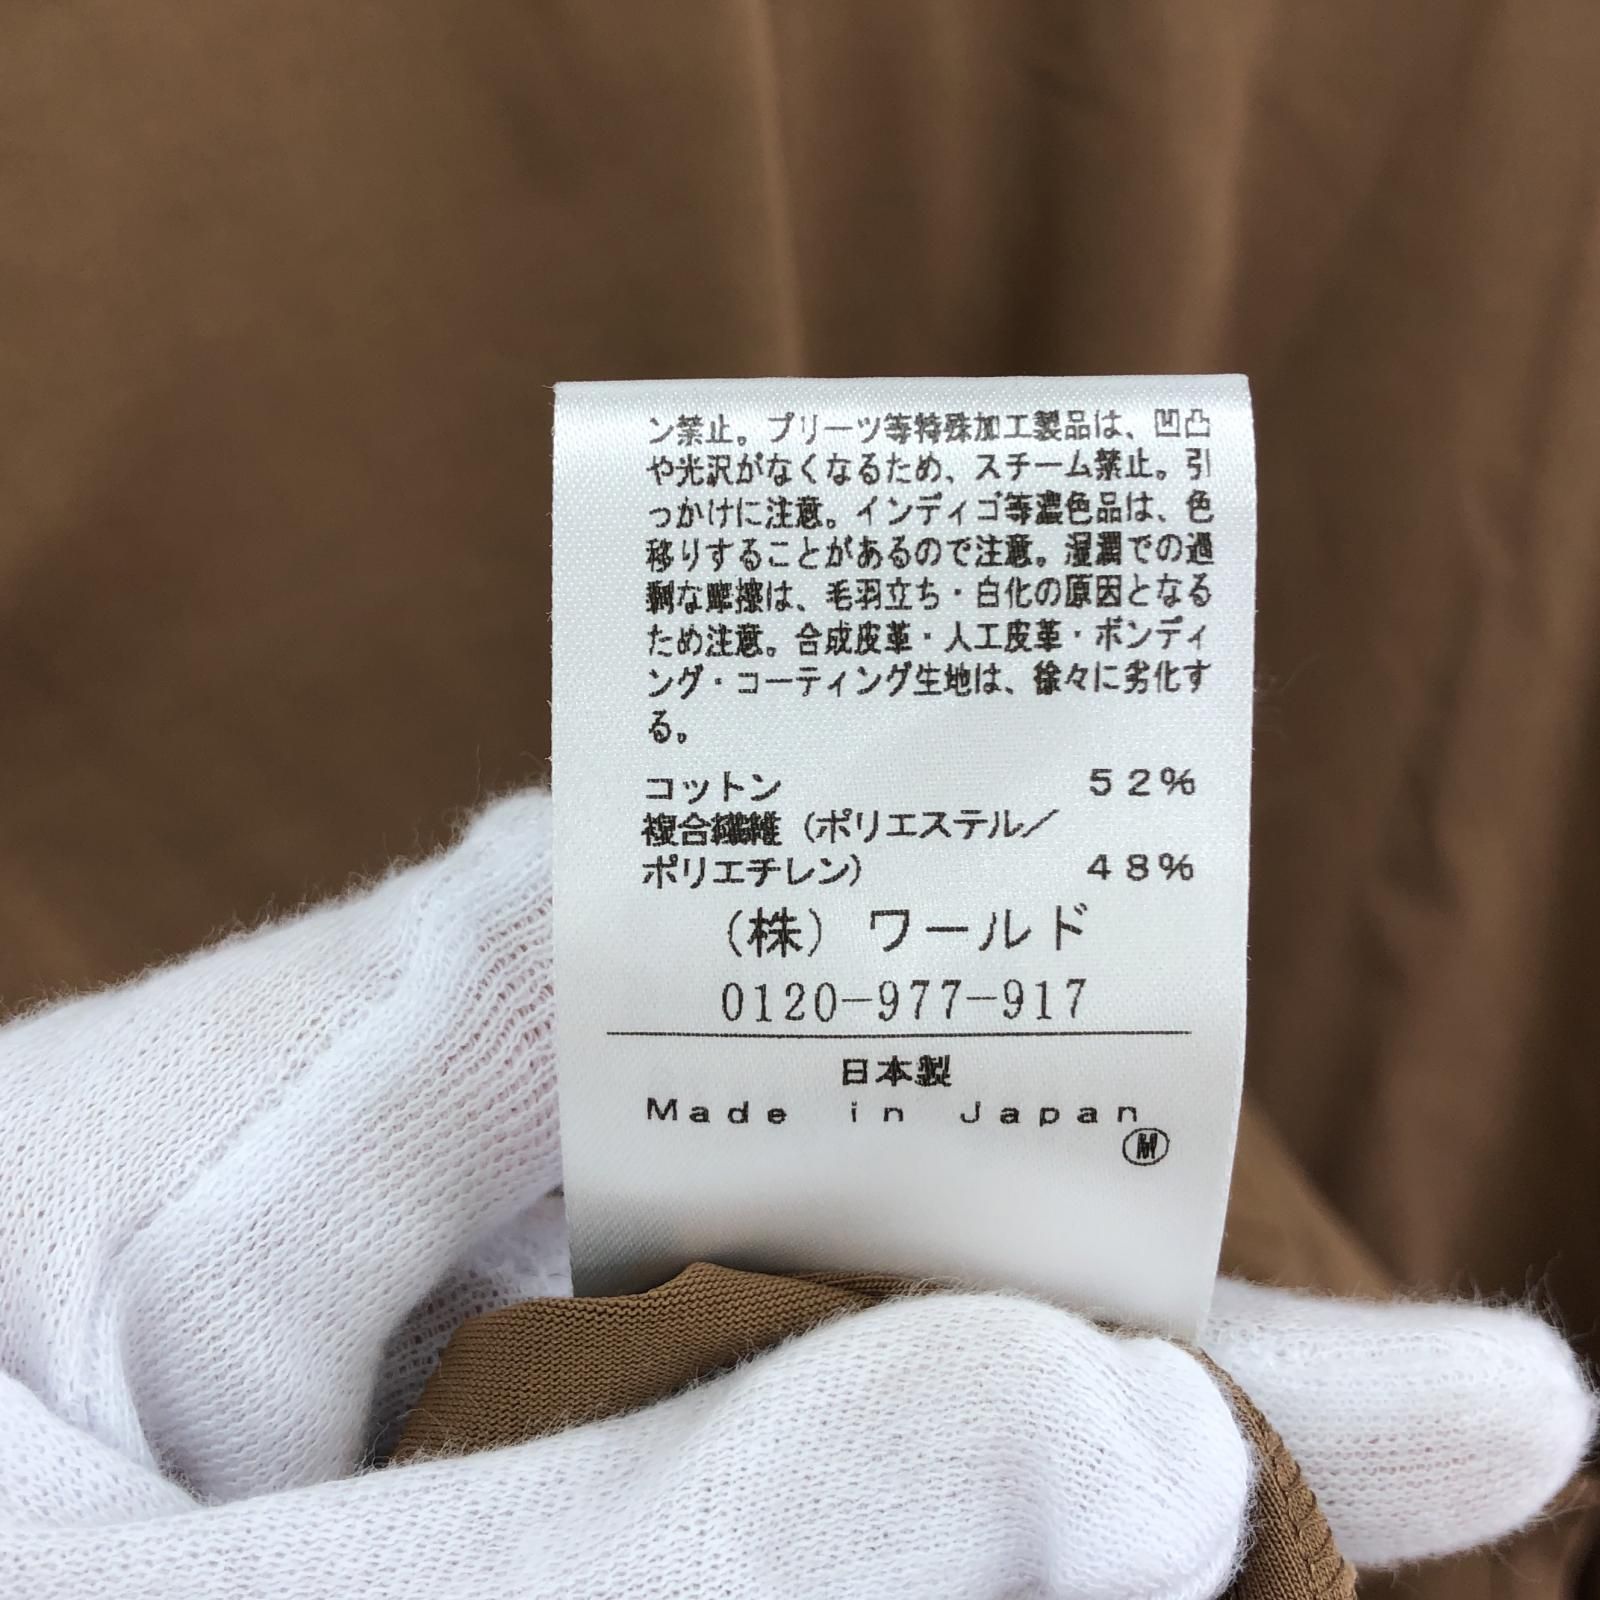 ン禁止。プリーツ等特殊加工製品は、凹凸
や光沢がなくなるため、スチーム禁止。引
っかけに注意。インディゴ等濃色品は、色
移りすることがあるので注意。湿潤での過
剰な摩擦は、毛羽立ち・白化の原因となる
ため注意。合成皮革・人工皮革・ボンディ
ング・コーティング生地は、徐々に劣化す
る。
コットン 52%
複合繊維（ポリエステル／
ポリエチレン） 48%
（株）ワールド
0120-977-917
日本製
Made in Japan